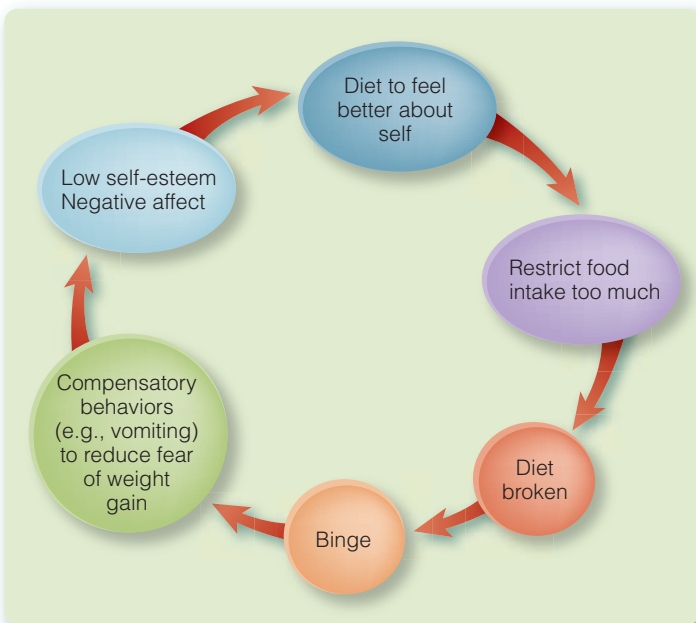 Diet to feel
better about
self
Restrict food
intake too much
Diet
broken
Binge
Compensatory
behaviors
(e.g., vomiting)
to reduce fear
of weight
gain
Low self-esteem
Negative affect